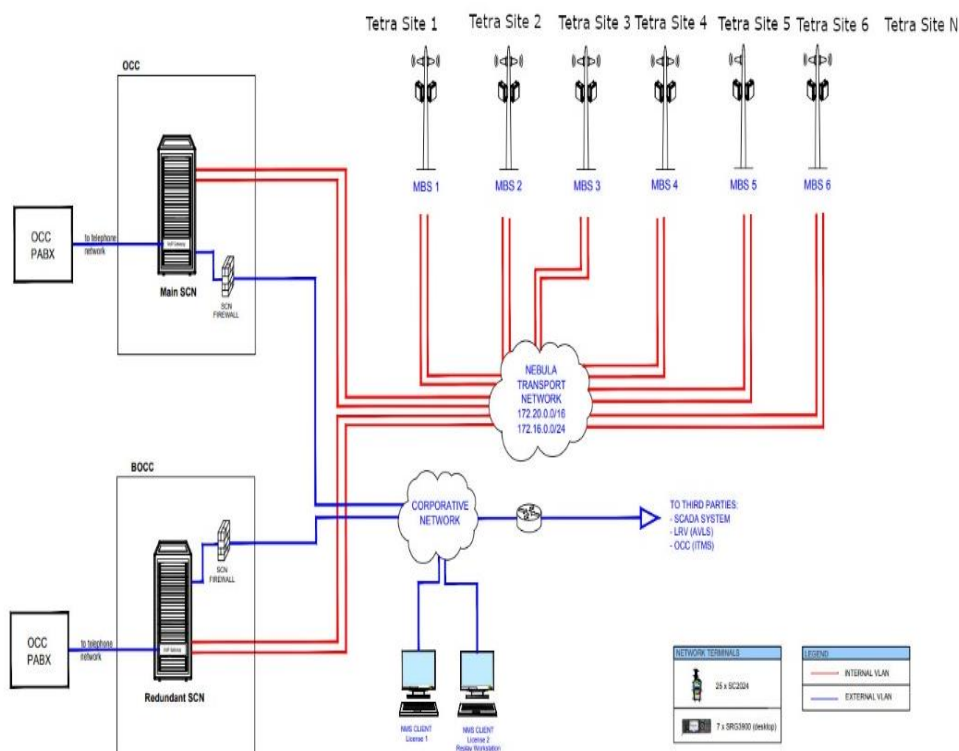 Tetra Site 1
Tetra Site 2
Tetra Site 3
Tetra Site 4
Tetra Site 5
Tetra Site 6
Tetra Site N
OCC
MBS 1
MBS 2
MBS 3
MBS 4
MBS 5
MBS 6
OCC
PABX
to telephone
network
Main SCN
SCN
FIREWALL
NEBULA
TRANSPORT
NETWORK
172.20.0.0/16
172.16.0.0/24
BOCC
CORPORATIVE
NETWORK
TO THIRD PARTIES:
- SCADA SYSTEM
- LRV (AVLS)
- OCC (ITMS)
SCN
FIREWALL
OCC
PABX
to telephone
network
Redundant SCN
NMS CLIENT
License 1
NMS CLIENT
License 2
Replay Workstation
NETWORK TERMINALS
25 x SC2024
7 x SRG3900 (desktop)
LEGEND
INTERNAL VLAN
EXTERNAL VLAN